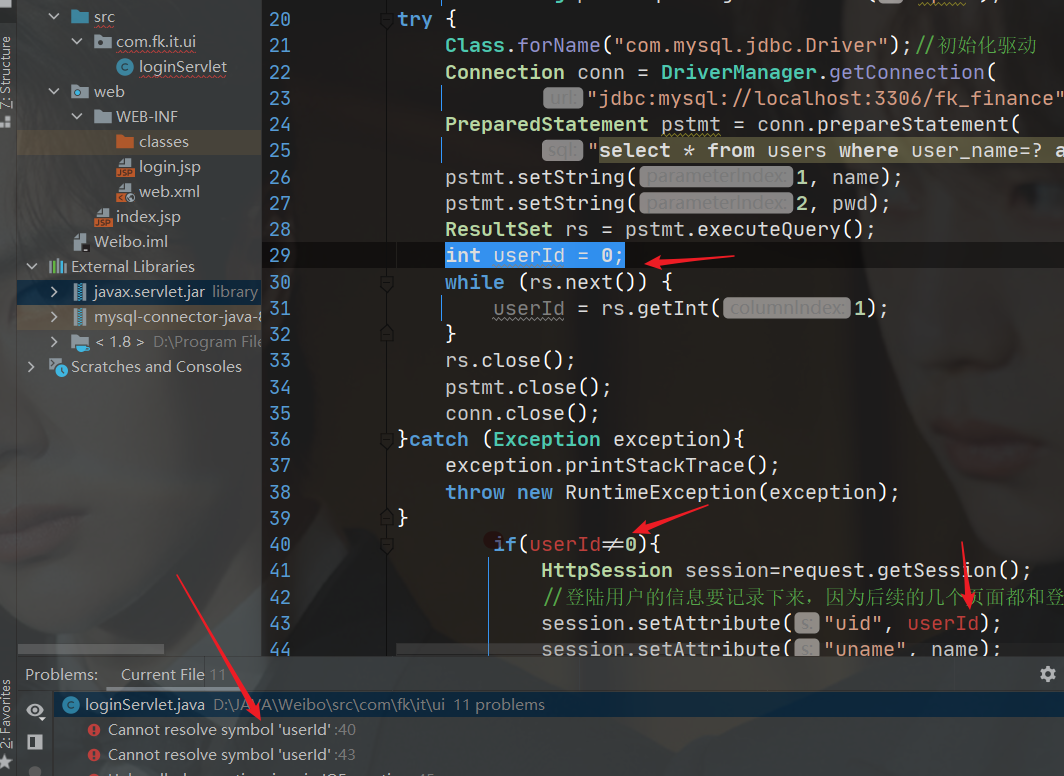 Z: Structure
src
com.fk.it.ui
loginServlet
web
WEB-INF
classes
login.jsp
web.xml
index.jsp
Weibo.iml
External Libraries
javax.servlet.jar library
mysql-connector-java-8
< 1.8 > D:\Program File
Scratches and Consoles
20 try {
21 Class.forName("com.mysql.jdbc.Driver");//初始化驱动
22 Connection conn = DriverManager.getConnection(
23 url: "jdbc:mysql://localhost:3306/fk_finance"
24 PreparedStatement pstmt = conn.prepareStatement(
25 sql: "select * from users where user_name=? a
26 pstmt.setString( parameterIndex: 1, name);
27 pstmt.setString( parameterIndex: 2, pwd);
28 ResultSet rs = pstmt.executeQuery();
29 int userId = 0;
30 while (rs.next()) {
31 userId = rs.getInt( columnIndex: 1);
32 }
33 rs.close();
34 pstmt.close();
35 conn.close();
36 }catch (Exception exception){
37 exception.printStackTrace();
38 throw new RuntimeException(exception);
39 }
40 if(userId≠0){
41 HttpSession session=request.getSession();
42 //登陆用户的信息要记录下来，因为后续的几个页面都和登
43 session.setAttribute( s: "uid", userId);
44 session.setAttribute( s: "uname", name);
Problems: Current File 11
2: Favorites
loginServlet.java D:\JAVA\Weibo\src\com\fk\it\ui 11 problems
Cannot resolve symbol 'userId' :40
Cannot resolve symbol 'userId' :43